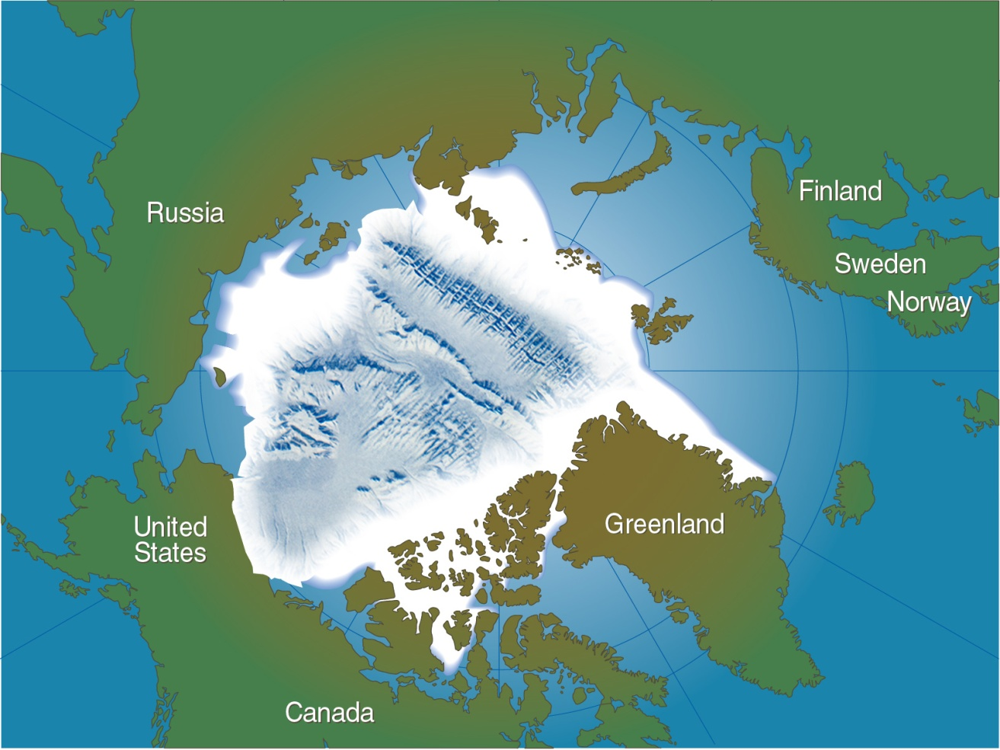 Finland
Russia
Sweden
Norway
United
States
Greenland
Canada